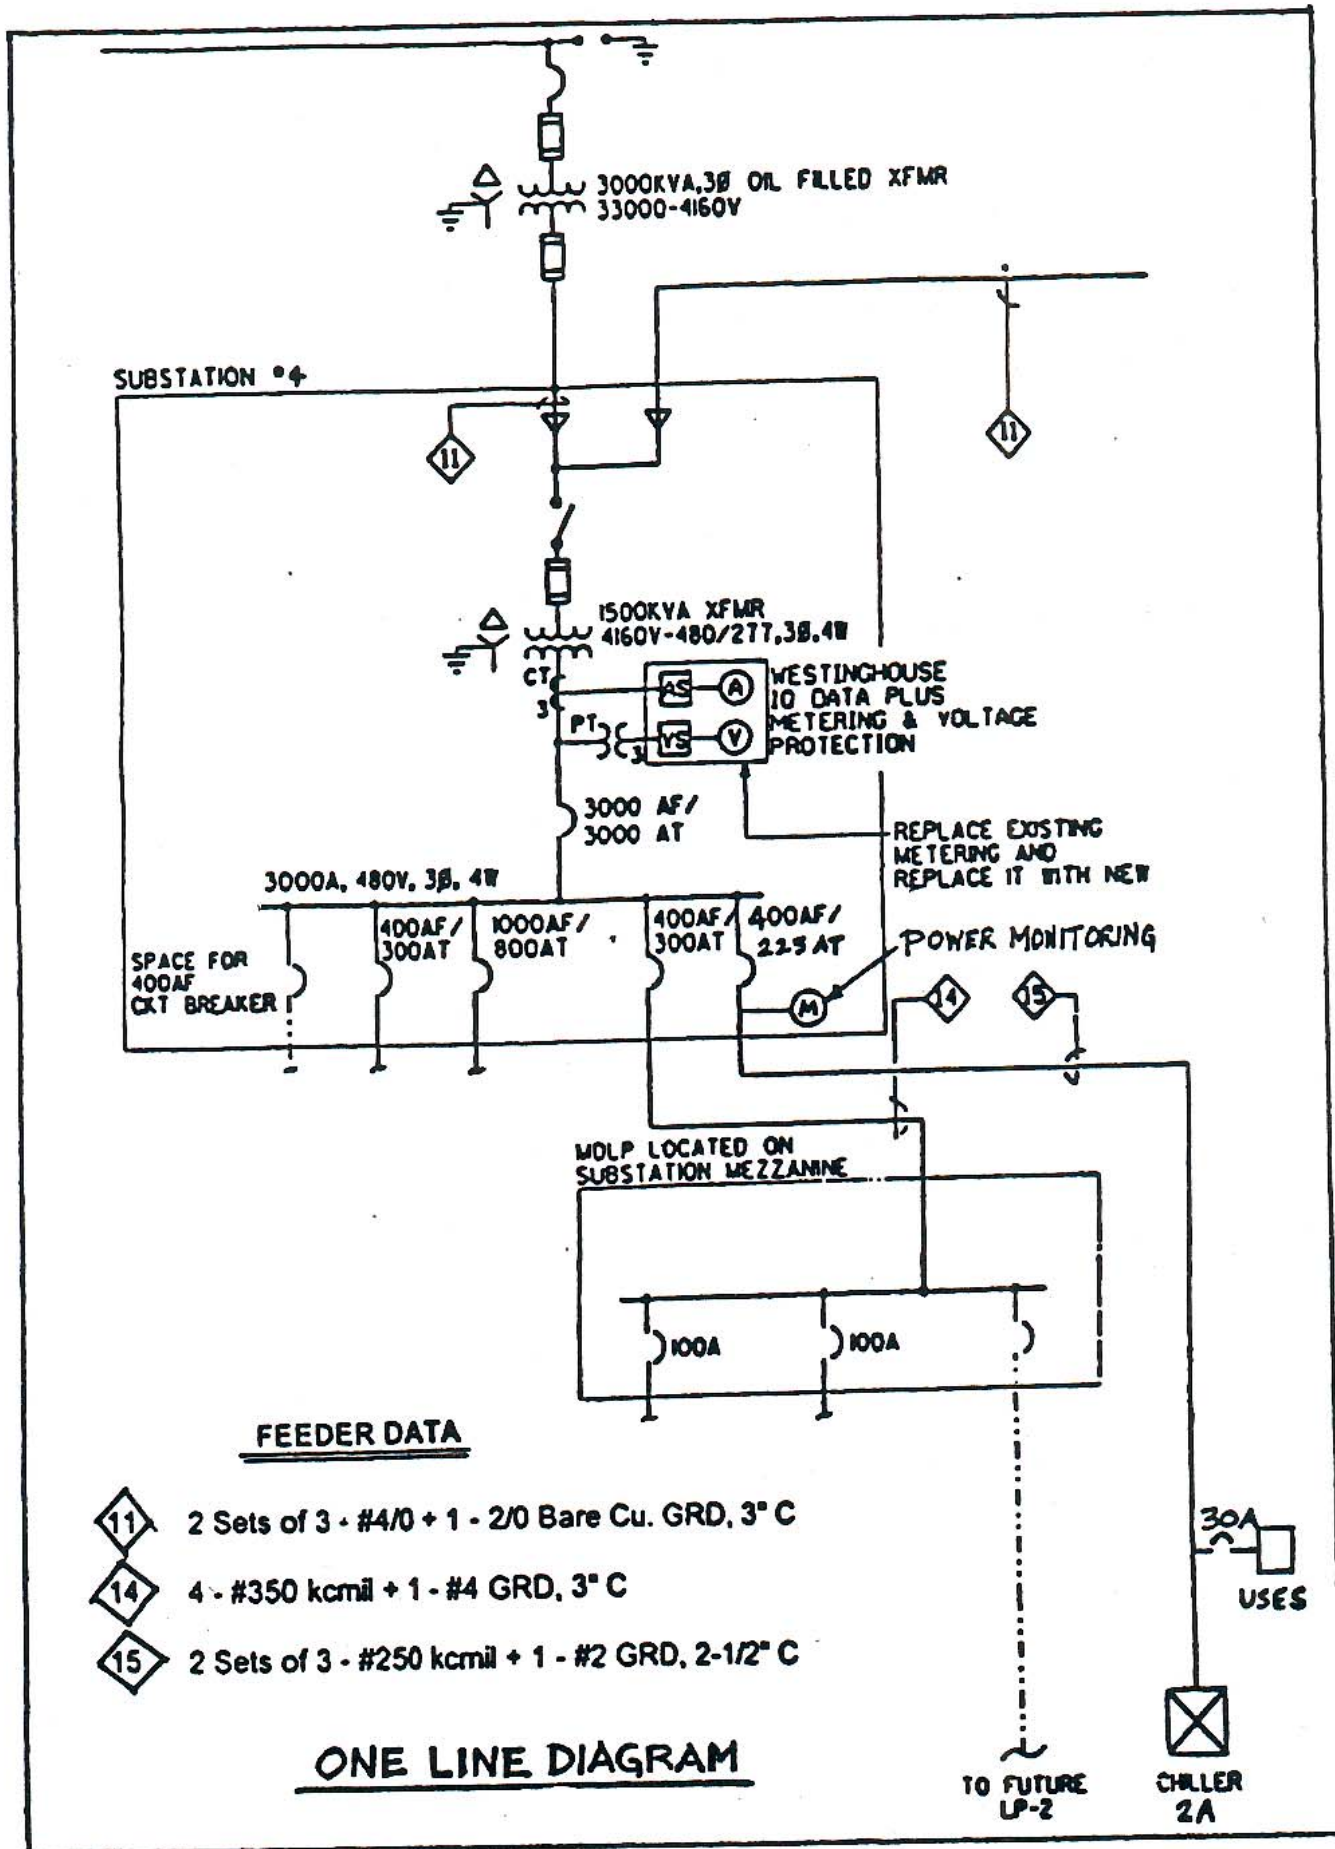 3000KVA,3Ø OIL FILLED XFMR
33000-4160V
SUBSTATION #4
11
11
1500KVA XFMR
4160V-480/277,3Ø,4W
CT
3
PT
3
AS
A
VS
V
WESTINGHOUSE
IQ DATA PLUS
METERING & VOLTAGE
PROTECTION
3000 AF/
3000 AT
REPLACE EXISTING
METERING AND
REPLACE IT WITH NEW
3000A, 480V, 3Ø, 4W
SPACE FOR
400AF
CKT BREAKER
400AF/
300AT
1000AF/
800AT
400AF/
300AT
400AF/
225 AT
POWER MONITORING
M
14
15
MDLP LOCATED ON
SUBSTATION MEZZANINE
100A
100A
FEEDER DATA
11 2 Sets of 3 - #4/0 + 1 - 2/0 Bare Cu. GRD, 3" C
14 4 - #350 kcmil + 1 - #4 GRD, 3" C
15 2 Sets of 3 - #250 kcmil + 1 - #2 GRD, 2-1/2" C
30A
USES
ONE LINE DIAGRAM
TO FUTURE
LP-2
CHILLER
2A